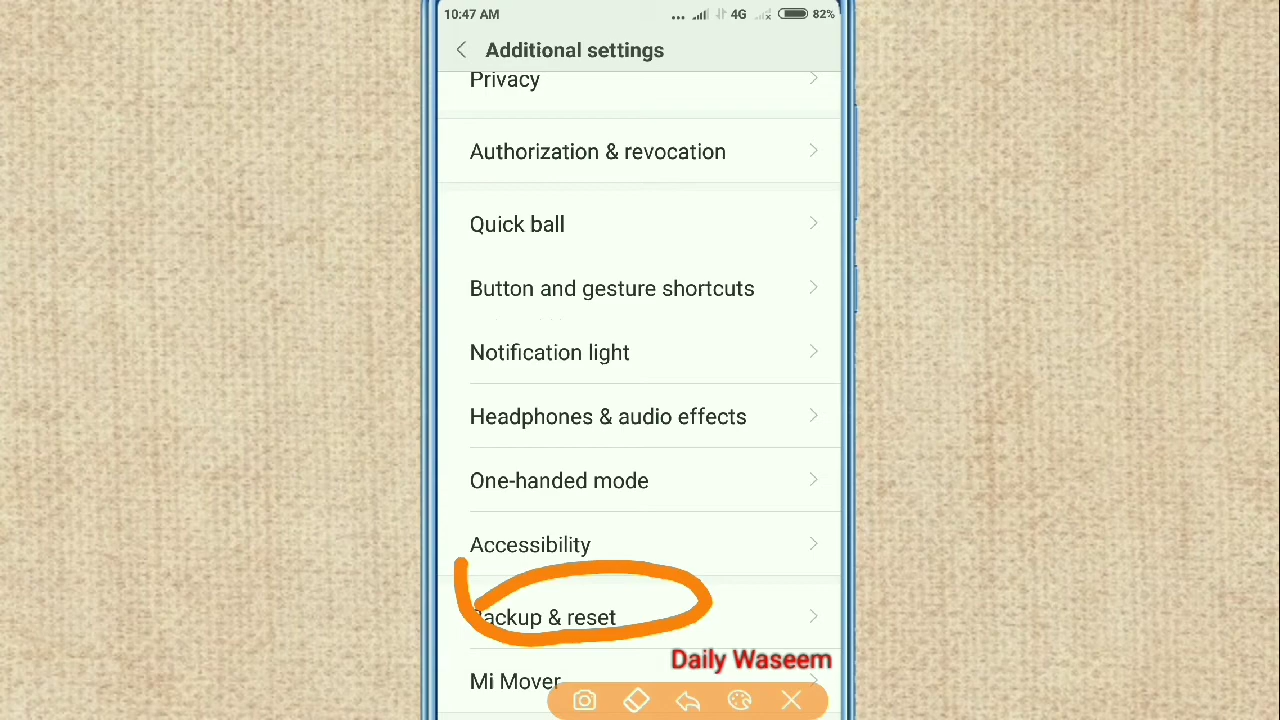 10:47 AM
4G
82%
Additional settings
Privacy
Authorization & revocation
Quick ball
Button and gesture shortcuts
Notification light
Headphones & audio effects
One-handed mode
Accessibility
Backup & reset
Daily Waseem
Mi Mover